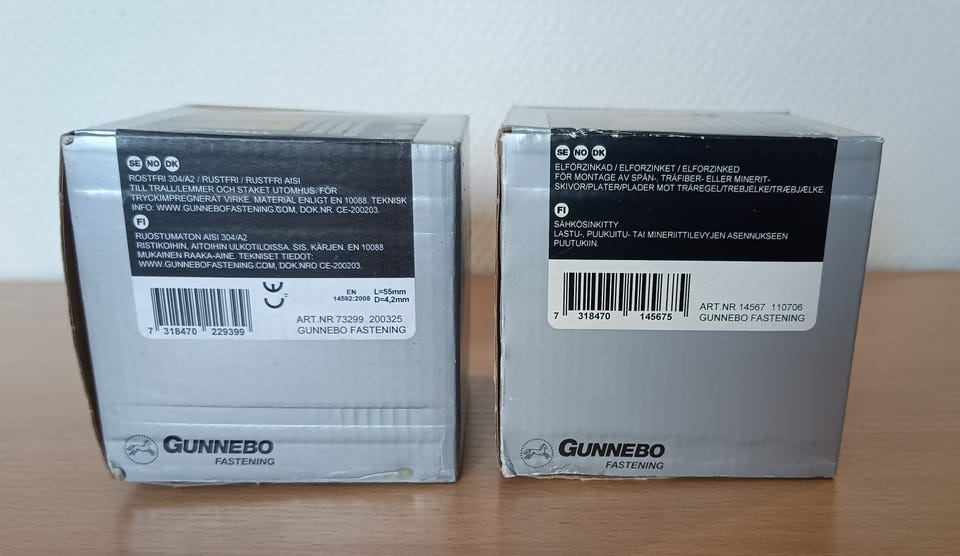 SE NO DK
ROSTFRI 304/A2 / RUSTFRI / RUSTFRI AISI
TILL TRALL/LEMMER OCH STAKET UTOMHUS. FÖR
TRYCKIMPREGNERAT VIRKE. MATERIAL ENLIGT EN 10088. TEKNISK
INFO: WWW.GUNNEBOFASTENING.COM, DOK.NR. CE-200203.
FI
RUOSTUMATON AISI 304/A2
RISTIKOIHIN, AITOIHIN ULKOTILOISSA. SIS. KÄRJEN. EN 10088
MUKAINEN RAAKA-AINE. TEKNISET TIEDOT:
WWW.GUNNEBOFASTENING.COM, DOK.NRO CE-200203.
CE
EN
14592:2008
L=55mm
D=4,2mm
7 318470 229399
ART.NR 73299 200325
GUNNEBO FASTENING
GUNNEBO
FASTENING
SE NO DK
ELFÖRZINKAD / ELFORZINKET / ELFORZINKED
FÖR MONTAGE AV SPÅN-, TRÄFIBER- ELLER MINERIT-
SKIVOR/PLATER/PLADER MOT TRÄREGEL/TREBJELKE/TRÆBJÆLKE.
FI
SÄHKÖSINKITTY
LASTU-, PUUKUITU- TAI MINERIITTILEVYJEN ASENNUKSEEN
PUUTUKIIN.
7 318470 145675
ART.NR 14567 110706
GUNNEBO FASTENING
GUNNEBO
FASTENING